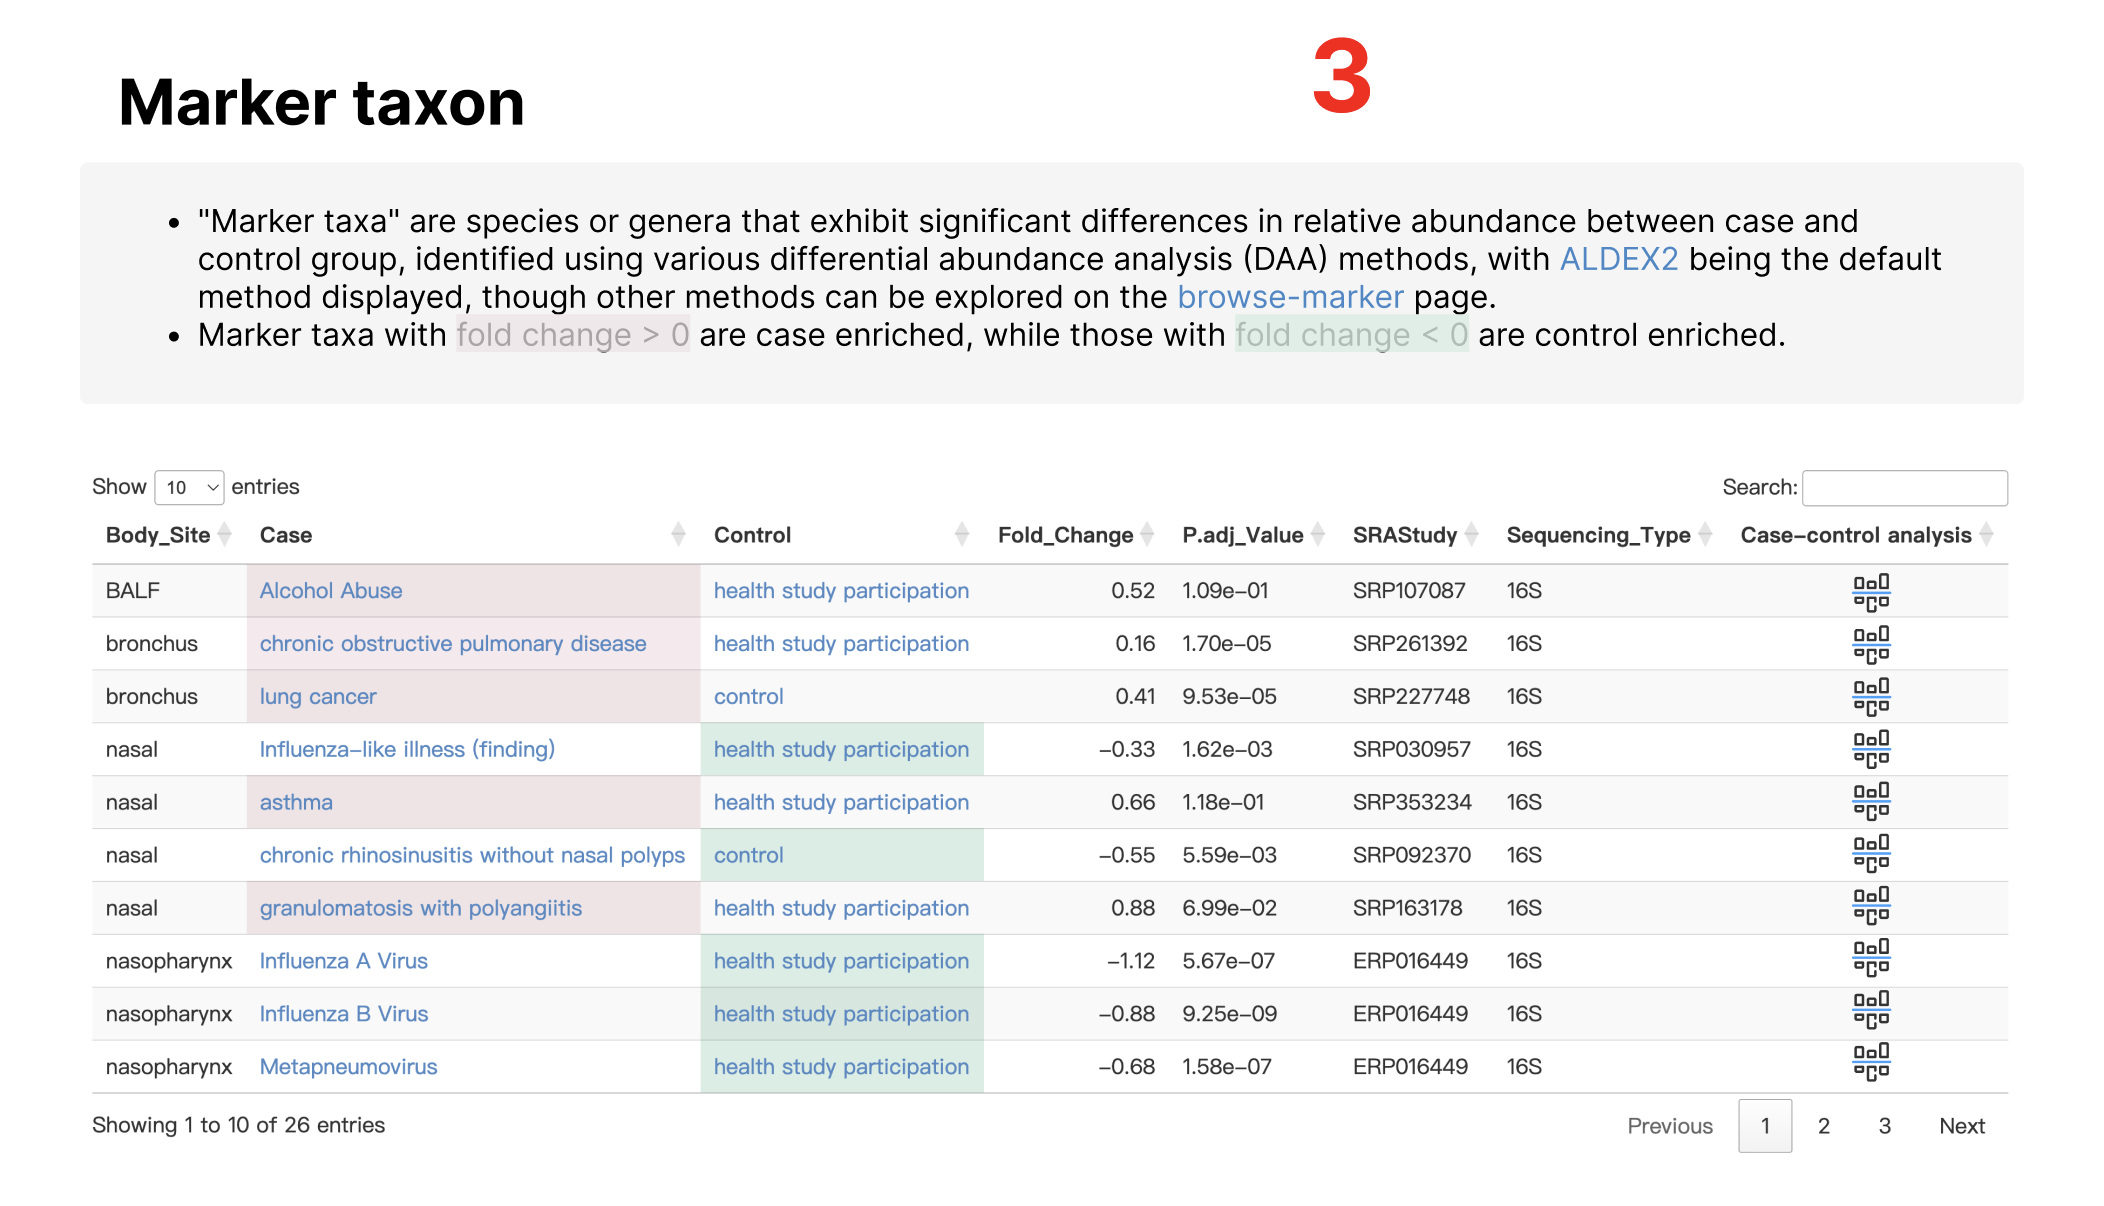 3
Marker taxon
• "Marker taxa" are species or genera that exhibit significant differences in relative abundance between case and
control group, identified using various differential abundance analysis (DAA) methods, with ALDEX2 being the default
method displayed, though other methods can be explored on the browse-marker page.
• Marker taxa with fold change > 0 are case enriched, while those with fold change < 0 are control enriched.
Show 10 entries Search:
Body_Site Case Control Fold_Change P.adj_Value SRAStudy Sequencing_Type Case-control analysis
BALF Alcohol Abuse health study participation 0.52 1.09e-01 SRP107087 16S
bronchus chronic obstructive pulmonary disease health study participation 0.16 1.70e-05 SRP261392 16S
bronchus lung cancer control 0.41 9.53e-05 SRP227748 16S
nasal Influenza-like illness (finding) health study participation -0.33 1.62e-03 SRP030957 16S
nasal asthma health study participation 0.66 1.18e-01 SRP353234 16S
nasal chronic rhinosinusitis without nasal polyps control -0.55 5.59e-03 SRP092370 16S
nasal granulomatosis with polyangiitis health study participation 0.88 6.99e-02 SRP163178 16S
nasopharynx Influenza A Virus health study participation -1.12 5.67e-07 ERP016449 16S
nasopharynx Influenza B Virus health study participation -0.88 9.25e-09 ERP016449 16S
nasopharynx Metapneumovirus health study participation -0.68 1.58e-07 ERP016449 16S
Showing 1 to 10 of 26 entries Previous 1 2 3 Next